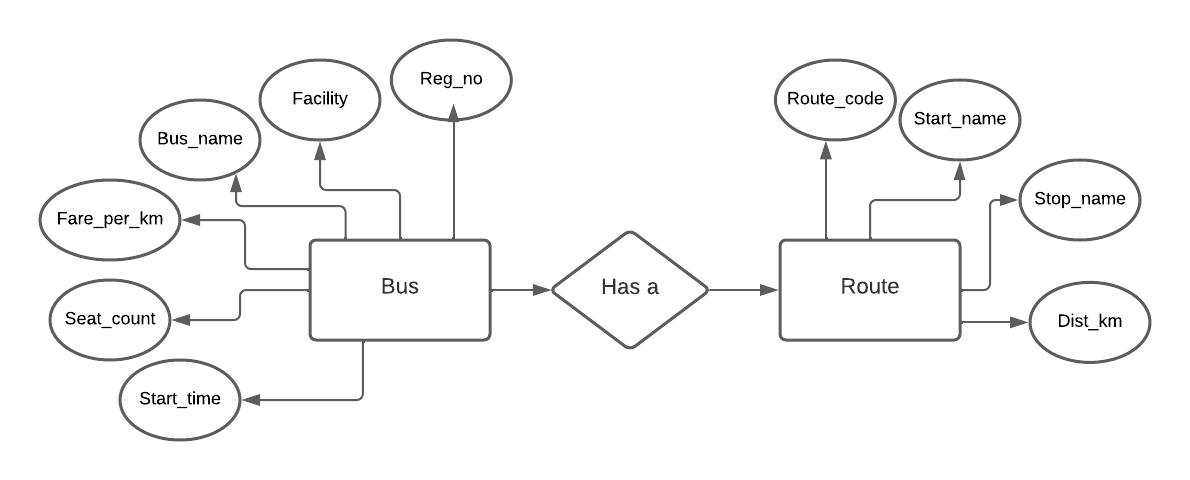 Reg_no
Facility
Route_code
Start_name
Bus_name
Stop_name
Fare_per_km
Bus
Has a
Route
Seat_count
Dist_km
Start_time